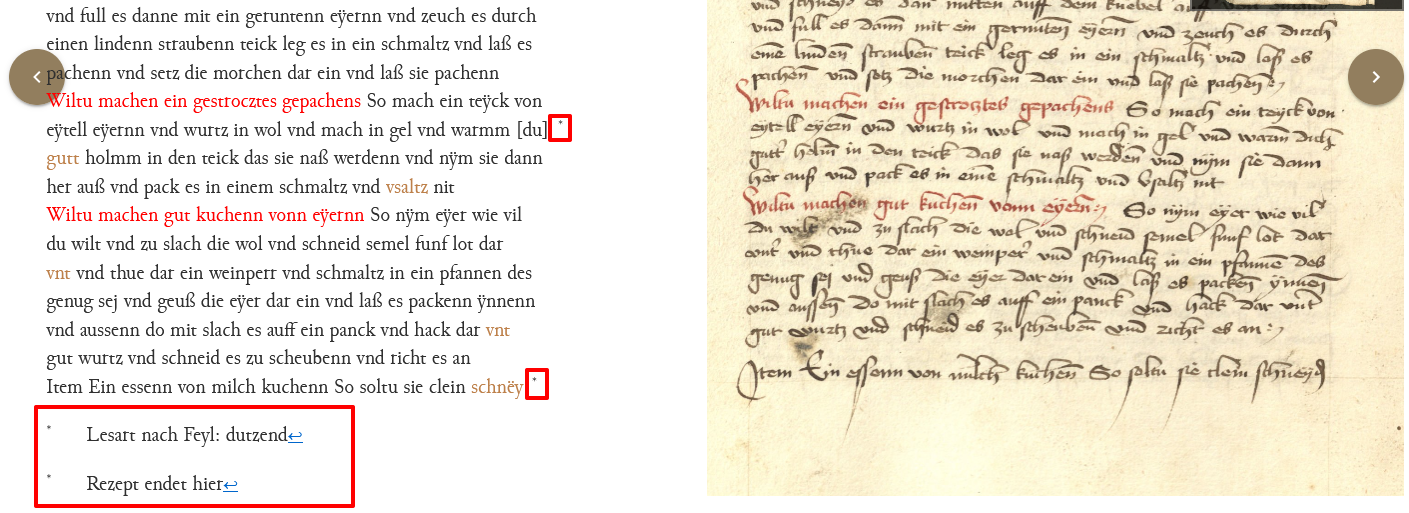 vnd full es danne mit ein geruntenn eÿernn vnd zeuch es durch
einen lindenn straubenn teick leg es in ein schmaltz vnd laß es
pachenn vnd setz die morchen dar ein vnd laß sie pachenn
Wiltu machen ein gestrocztes gepachens So mach ein teÿck von
eÿtell eÿernn vnd wurtz in wol vnd mach in gel vnd warmm [du] *
gutt holmm in den teick das sie naß werdenn vnd nÿm sie dann
her auß vnd pack es in einem schmaltz vnd vsaltz nit
Wiltu machen gut kuchenn vonn eÿernn So nÿm eÿer wie vil
du wilt vnd zu slach die wol vnd schneid semel funf lot dar
vnt vnd thue dar ein weinperr vnd schmaltz in ein pfannen des
genug sej vnd geuß die eÿer dar ein vnd laß es packenn ÿnnenn
vnd aussenn do mit slach es auff ein panck vnd hack dar vnt
gut wurtz vnd schneid es zu scheubenn vnd richt es an
Item Ein essenn von milch kuchenn So soltu sie clein schnëy *
* Lesart nach Feyl: dutzend↩
* Rezept endet hier↩
vnd full es dann mit ein gerunten eyern vnd zeuch es durch
eine linden strauben teick leg es in ein schmaltz vnd laß es
pachen vnd setz die morchen dar ein vnd laß sie pachen
Wiltu machen ein gestrocztes gepachens So mach ein teyck von
eytell eyern vnd wurtz in wol vnd mach in gel vnd warm
gutt holm in den teick das sie naß werden vnd nym sie dann
her auß vnd pack es in eine schmaltz vnd vsaltz nit
Wiltu machen gut kuchen vonn eÿern So nym eÿer wie vil
du wilt vnd zu slach die wol vnd schneid semel funf lot dar
vnt vnd thue dar ein weinper vnd schmaltz in ein pfannen des
genug sej vnd geuß die eÿer dar ein vnd laß es packen ÿnnen
vnd aussen do mit slach es auff ein panck vnd hack dar vnt
gut wurtz vnd schneid es zu scheuben vnd richt es an
Item Ein essenn von milch kuchen So soltu sie clein schneyd